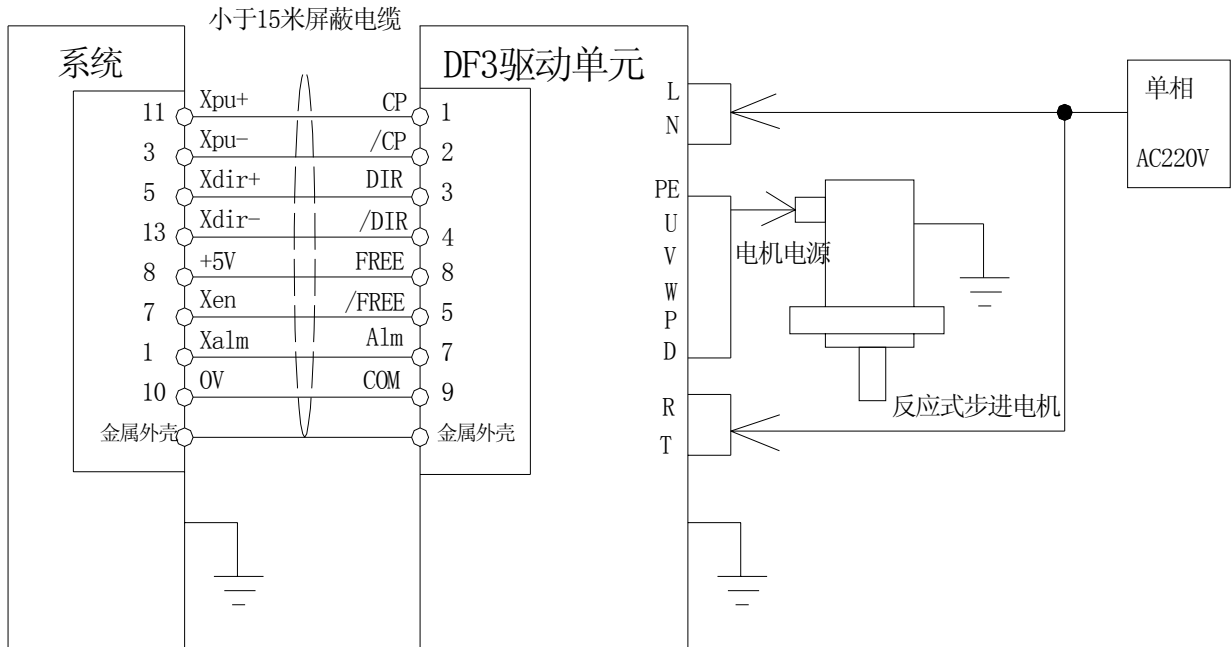 小于15米屏蔽电缆
系统
DF3驱动单元
11 Xpu+ CP 1
3 Xpu- /CP 2
5 Xdir+ DIR 3
13 Xdir- /DIR 4
8 +5V FREE 8
7 Xen /FREE 5
1 Xalm Alm 7
10 0V COM 9
金属外壳 金属外壳
L
N
PE
U
V
W
P
D
R
T
电机电源
反应式步进电机
单相
AC220V